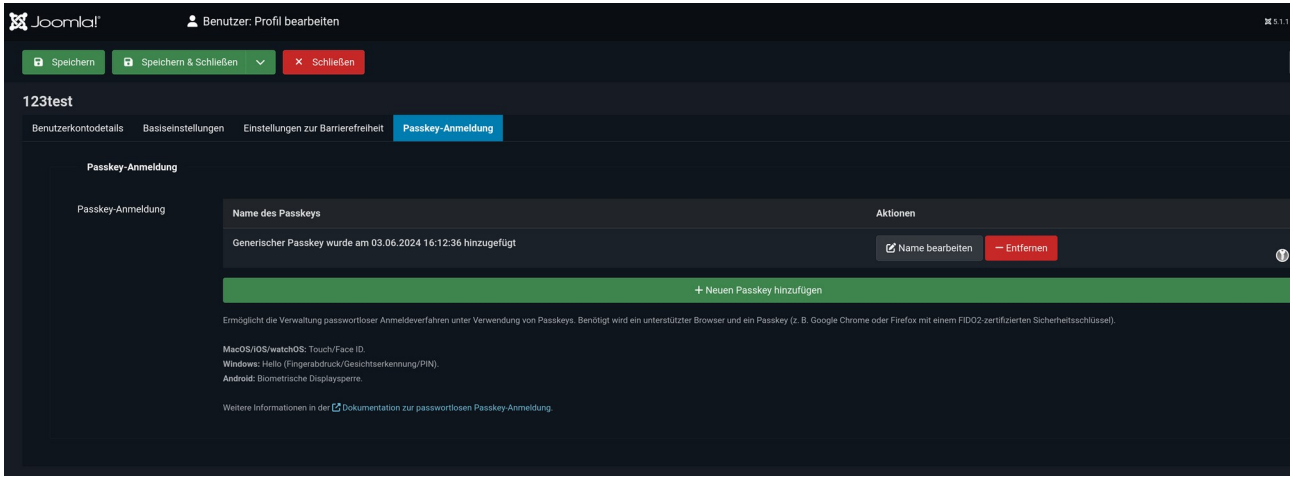 Joomla!® Benutzer: Profil bearbeiten 5.1.1
Speichern Speichern & Schließen Schließen
123test
Benutzerkontodetails Basiseinstellungen Einstellungen zur Barrierefreiheit Passkey-Anmeldung
Passkey-Anmeldung
Passkey-Anmeldung Name des Passkeys Aktionen
Generischer Passkey wurde am 03.06.2024 16:12:36 hinzugefügt Name bearbeiten Entfernen
Neuen Passkey hinzufügen
Ermöglicht die Verwaltung passwortloser Anmeldeverfahren unter Verwendung von Passkeys. Benötigt wird ein unterstützter Browser und ein Passkey (z. B. Google Chrome oder Firefox mit einem FIDO2-zertifizierten Sicherheitsschlüssel).
MacOS/iOS/watchOS: Touch/Face ID.
Windows: Hello (Fingerabdruck/Gesichtserkennung/PIN).
Android: Biometrische Displaysperre.
Weitere Informationen in der Dokumentation zur passwortlosen Passkey-Anmeldung.